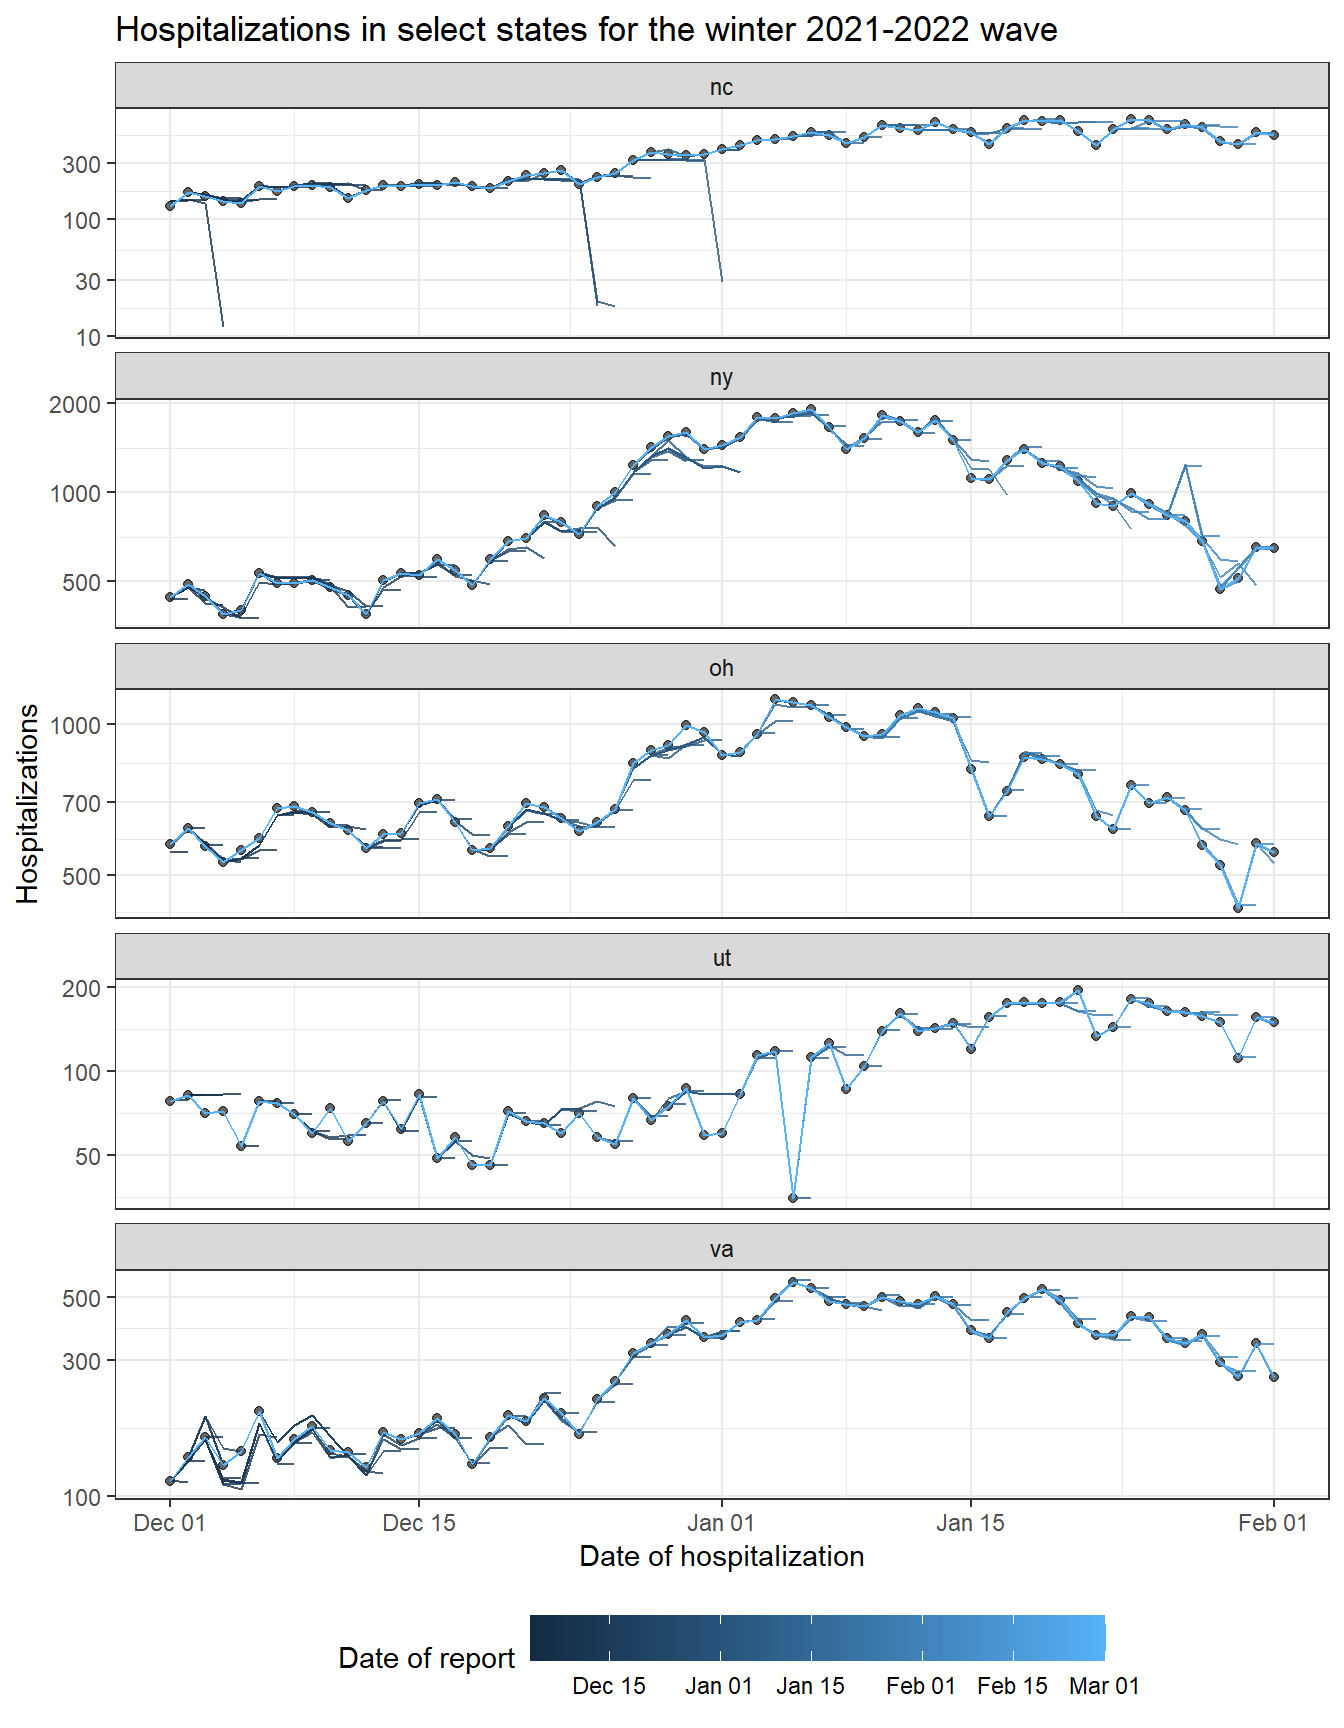 Hospitalizations in select states for the winter 2021-2022 wave
nc
300
100
30
10
ny
2000
1000
500
oh
1000
700
500
ut
200
100
50
va
500
300
100
Hospitalizations
Dec 01 Dec 15 Jan 01 Jan 15 Feb 01
Date of hospitalization
Date of report
Dec 15 Jan 01 Jan 15 Feb 01 Feb 15 Mar 01